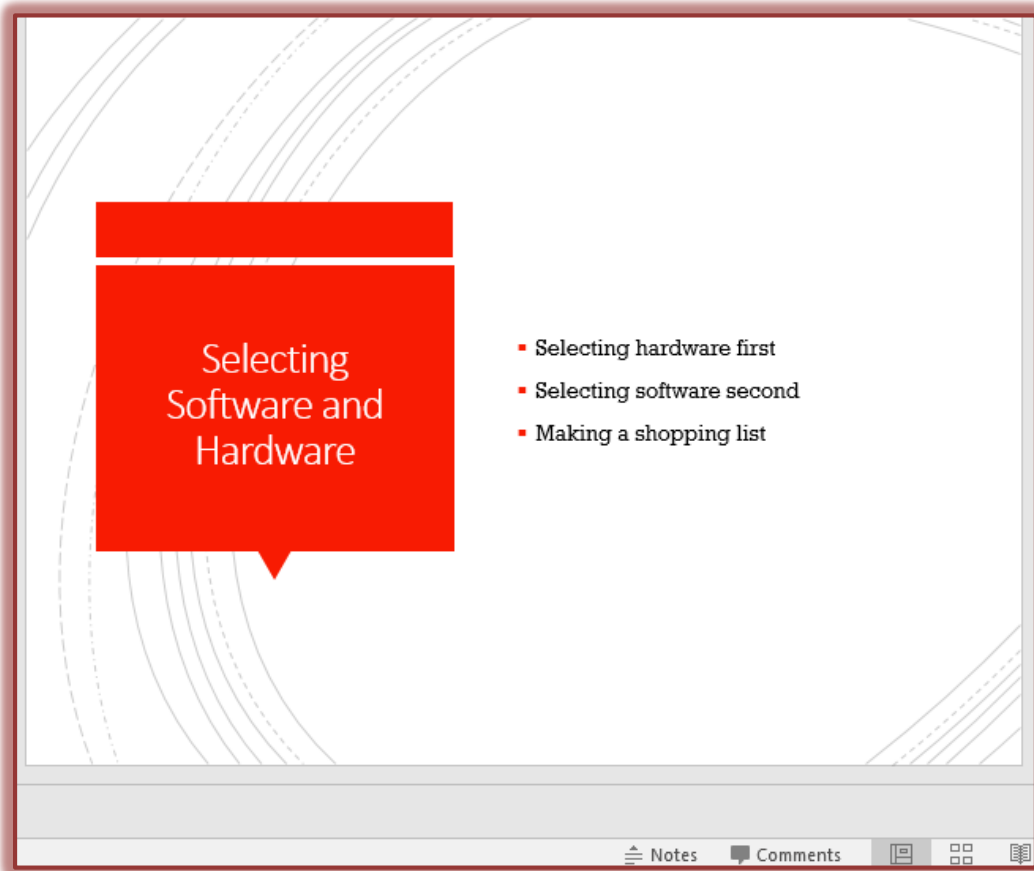 Selecting
Software and
Hardware
Selecting hardware first
Selecting software second
Making a shopping list
Notes
Comments